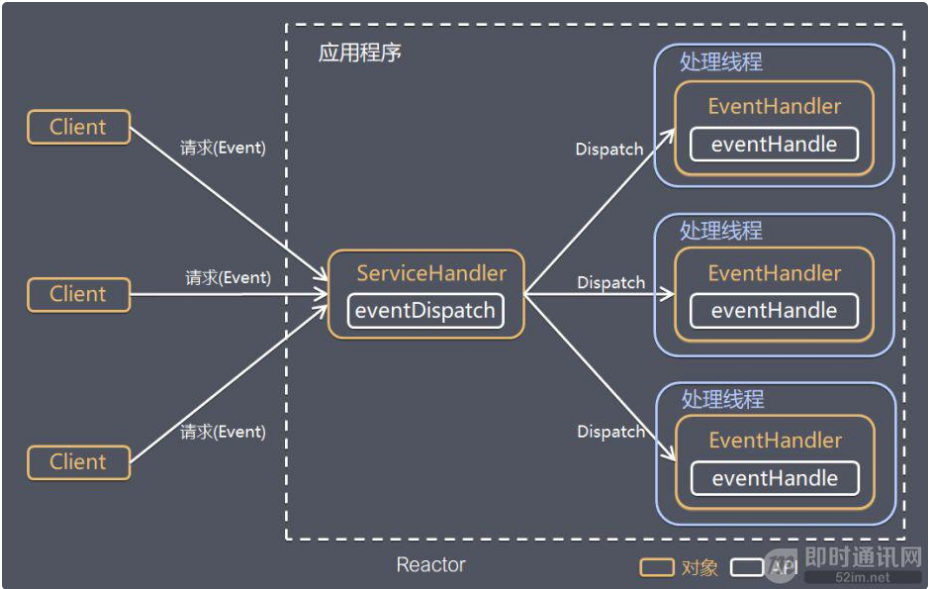 应用程序
处理线程
EventHandler
eventHandle
Client
请求(Event)
Dispatch
处理线程
EventHandler
eventHandle
Client
请求(Event)
ServiceHandler
eventDispatch
Dispatch
处理线程
EventHandler
eventHandle
Client
请求(Event)
Dispatch
Reactor
对象
API
即时通讯网
52im.net